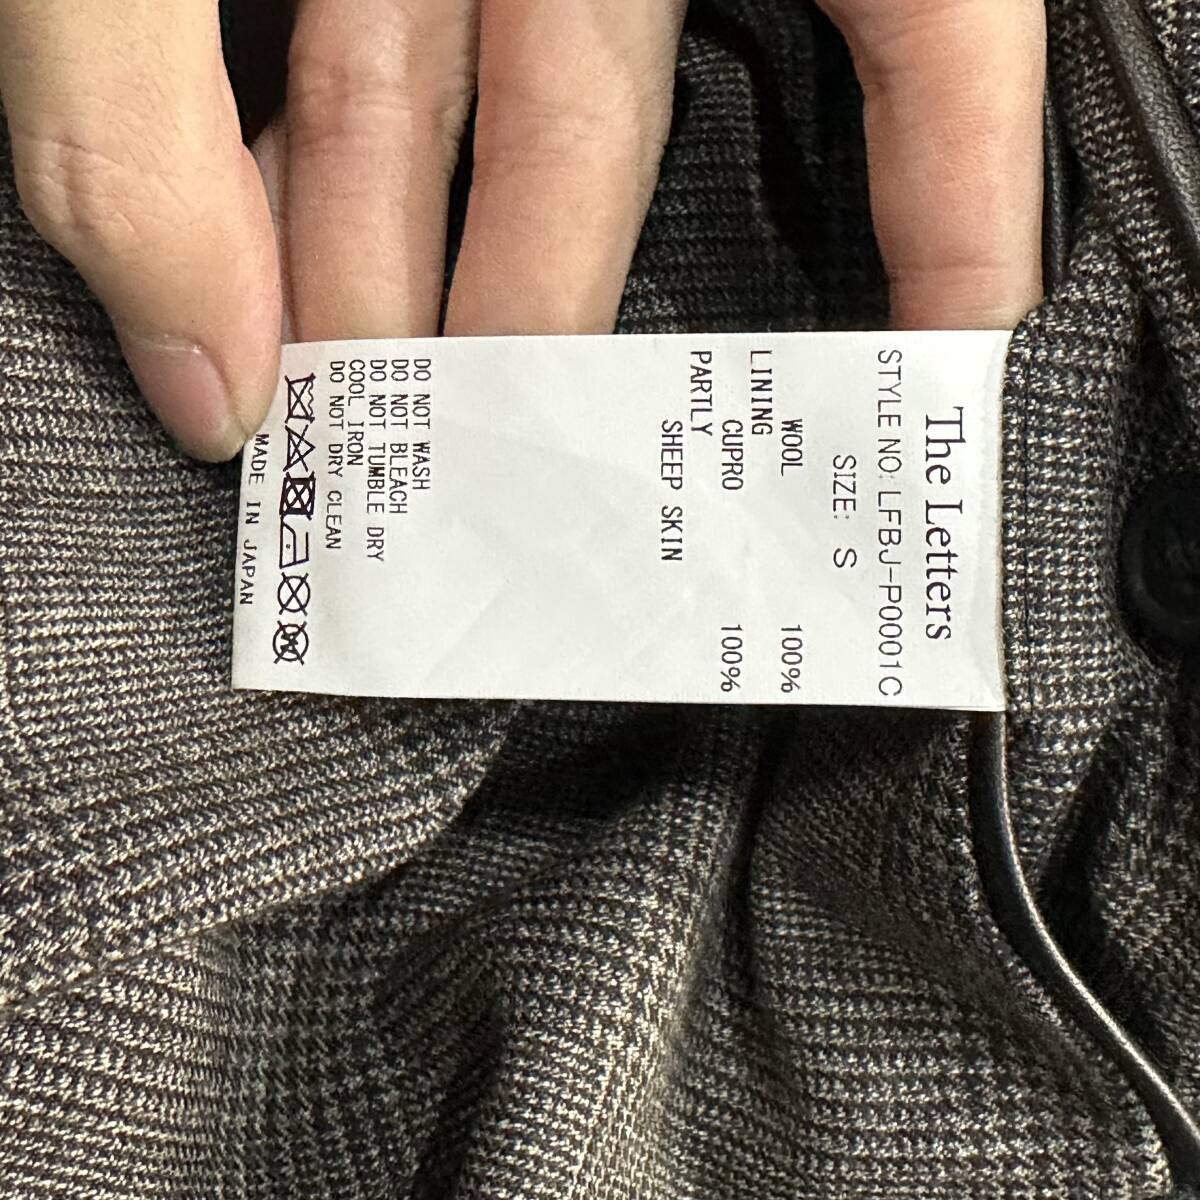 The Letters
STYLE NO: LFBJ-P0001C
SIZE: S
WOOL 100%
LINING
CUPRO 100%
PARTLY
SHEEP SKIN
DO NOT WASH
DO NOT BLEACH
DO NOT TUMBLE DRY
COOL IRON
DO NOT DRY CLEAN
MADE IN JAPAN